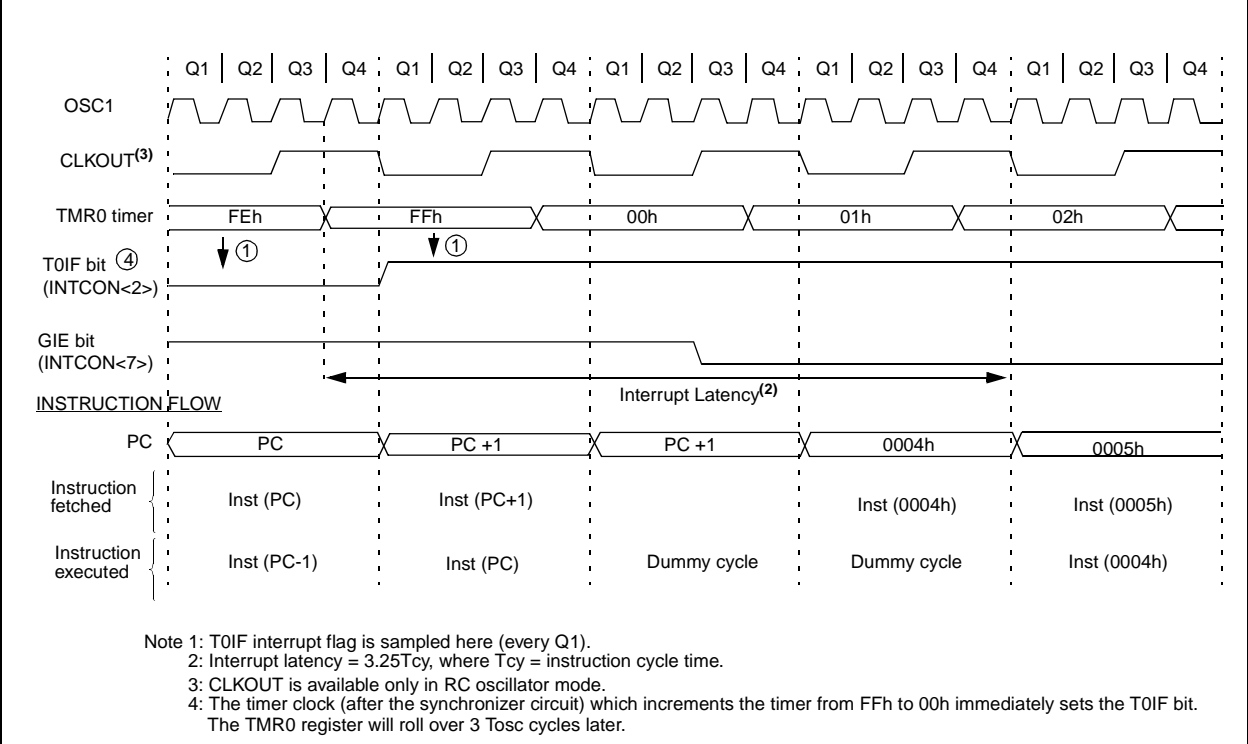 Q1 Q2 Q3 Q4 Q1 Q2 Q3 Q4 Q1 Q2 Q3 Q4 Q1 Q2 Q3 Q4 Q1 Q2 Q3 Q4
OSC1
CLKOUT(3)
TMR0 timer FEh FFh 00h 01h 02h
1 1
T0IF bit 4
(INTCON<2>)
GIE bit
(INTCON<7>)
Interrupt Latency(2)
INSTRUCTION FLOW
PC PC PC +1 PC +1 0004h 0005h
Instruction
fetched
Inst (PC) Inst (PC+1) Inst (0004h) Inst (0005h)
Instruction
executed
Inst (PC-1) Inst (PC) Dummy cycle Dummy cycle Inst (0004h)
Note 1: T0IF interrupt flag is sampled here (every Q1).
2: Interrupt latency = 3.25Tcy, where Tcy = instruction cycle time.
3: CLKOUT is available only in RC oscillator mode.
4: The timer clock (after the synchronizer circuit) which increments the timer from FFh to 00h immediately sets the T0IF bit.
The TMR0 register will roll over 3 Tosc cycles later.